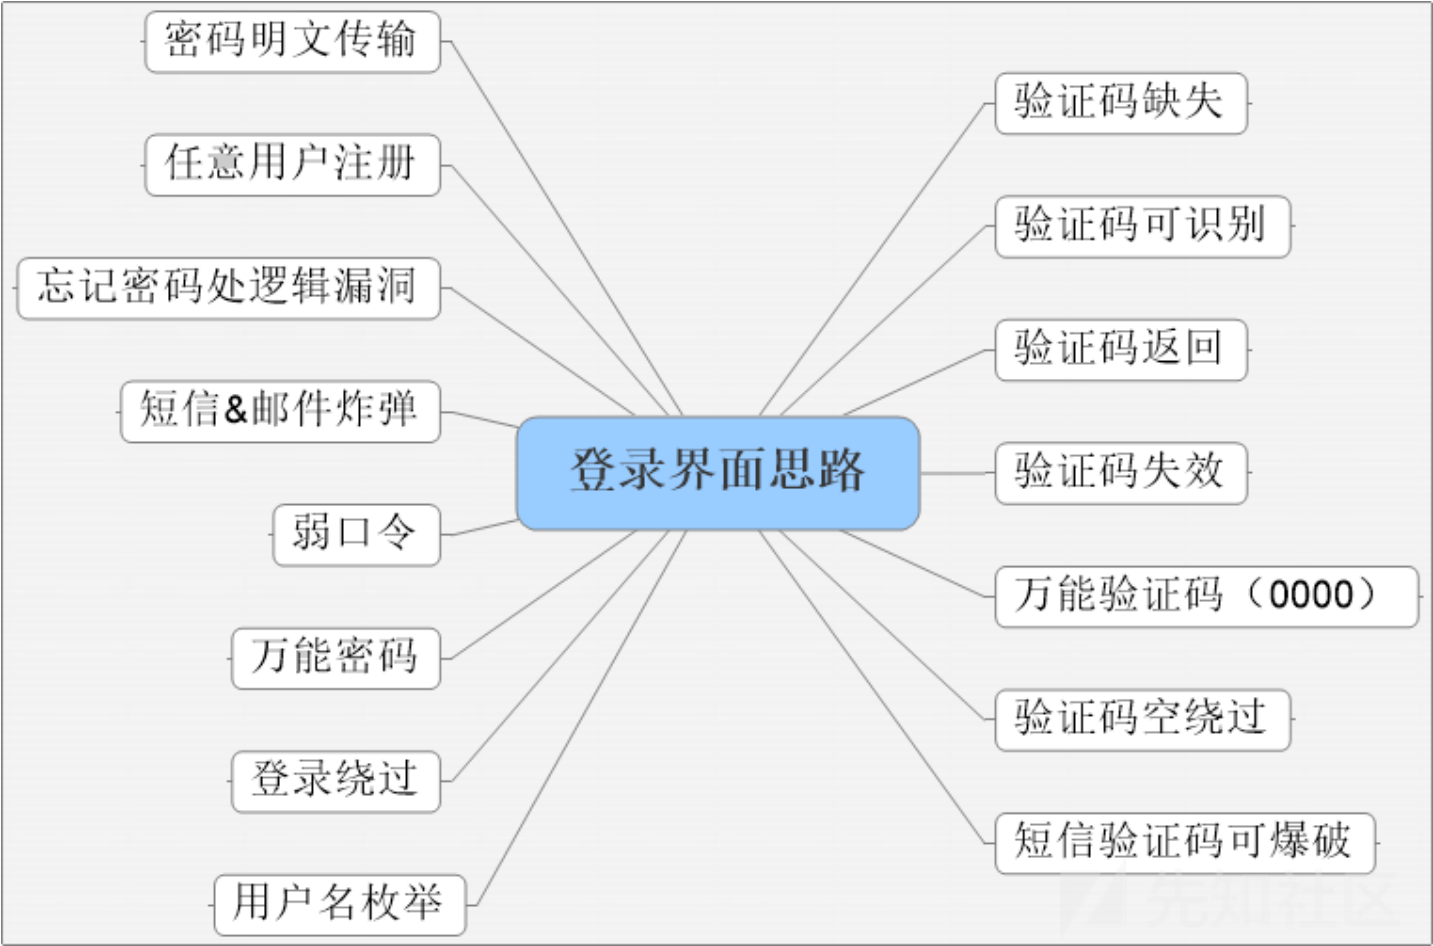 密码明文传输
任意用户注册
忘记密码处逻辑漏洞
短信&邮件炸弹
弱口令
万能密码
登录绕过
用户名枚举
登录界面思路
验证码缺失
验证码可识别
验证码返回
验证码失效
万能验证码（0000）
验证码空绕过
短信验证码可爆破
先知社区